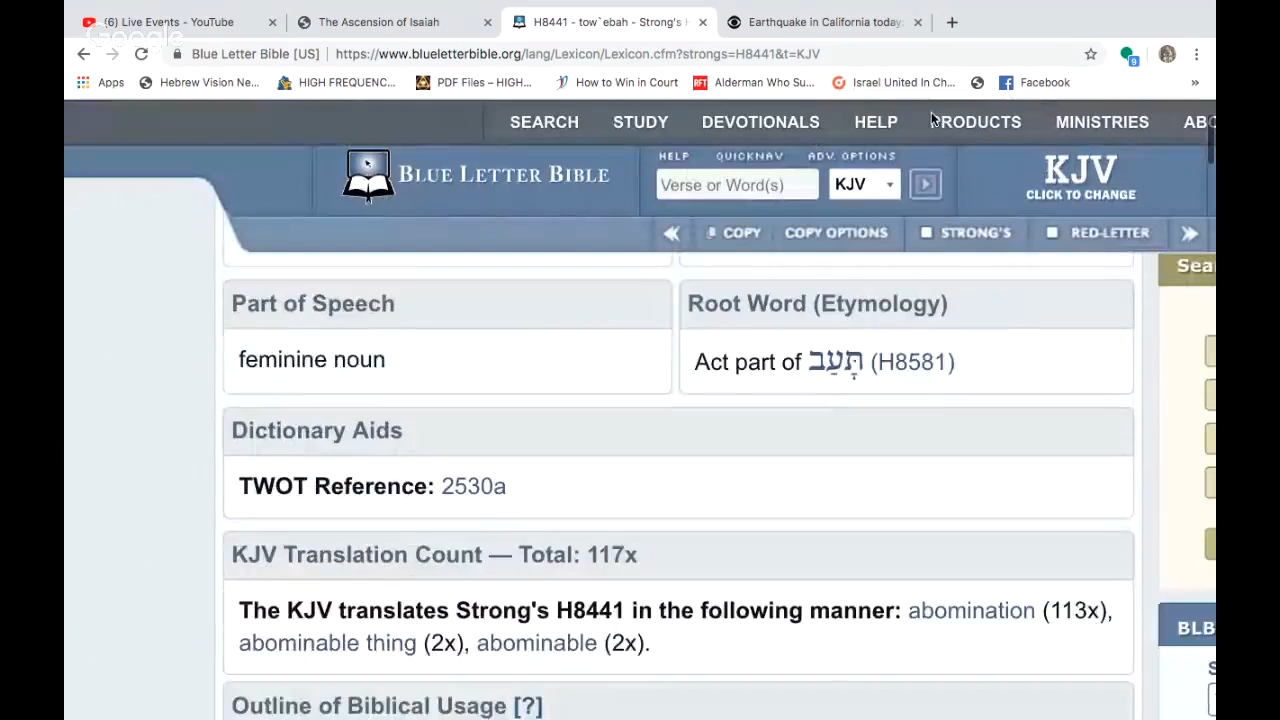 (6) Live Events - YouTube
The Ascension of Isaiah
H8441 - tow`ebah - Strong's H
Earthquake in California today:
Google
Blue Letter Bible [US]
https://www.blueletterbible.org/lang/Lexicon/Lexicon.cfm?strongs=H8441&t=KJV
9
Apps
Hebrew Vision Ne...
HIGH FREQUENC...
PDF Files – HIGH...
How to Win in Court
RFT
Alderman Who Su...
Israel United In Ch...
Facebook
»
SEARCH
STUDY
DEVOTIONALS
HELP
PRODUCTS
MINISTRIES
ABO
BLUE LETTER BIBLE
HELP
QUICKNAV
ADV. OPTIONS
Verse or Word(s)
KJV
KJV
CLICK TO CHANGE
COPY
COPY OPTIONS
STRONG'S
RED-LETTER
Sea
Part of Speech
feminine noun
Root Word (Etymology)
Act part of תָּעַב (H8581)
Dictionary Aids
TWOT Reference: 2530a
KJV Translation Count — Total: 117x
The KJV translates Strong's H8441 in the following manner: abomination (113x),
abominable thing (2x), abominable (2x).
BLB
Outline of Biblical Usage [?]